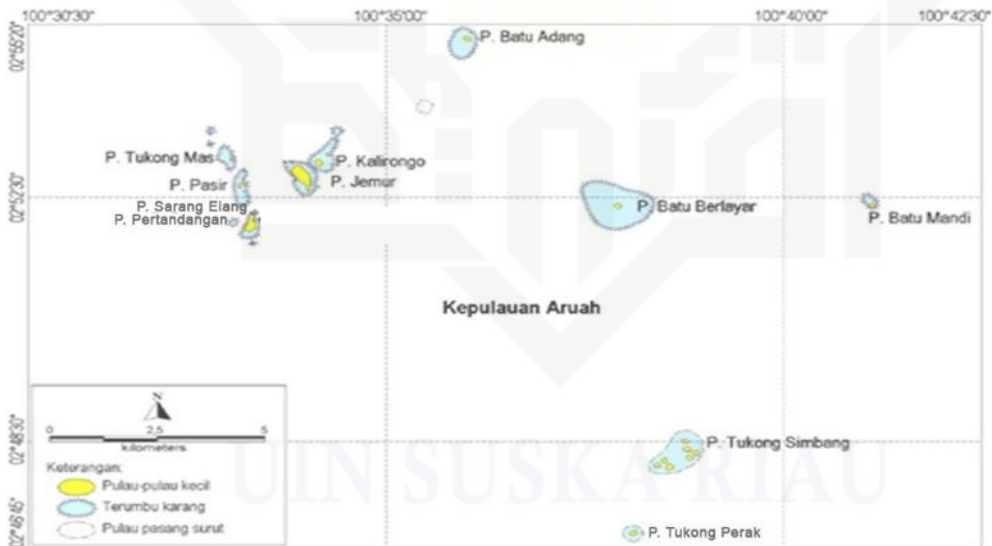 100°30'30" 100°35'00" 100°40'00" 100°42'30"
02°55'20"
P. Batu Adang
P. Tukong Mas
P. Kalirongo
P. Pasir
P. Jemur
02°52'30"
P. Sarang Elang
P. Batu Berlayar
P. Pertandangan
P. Batu Mandi
Kepulauan Aruah
N
0 2,5 5
kilometers
02°48'30"
P. Tukong Simbang
Keterangan:
Pulau-pulau kecil
Terumbu karang
Pulau pasang surut
UIN SUSKA RIAU
02°46'45"
P. Tukong Perak